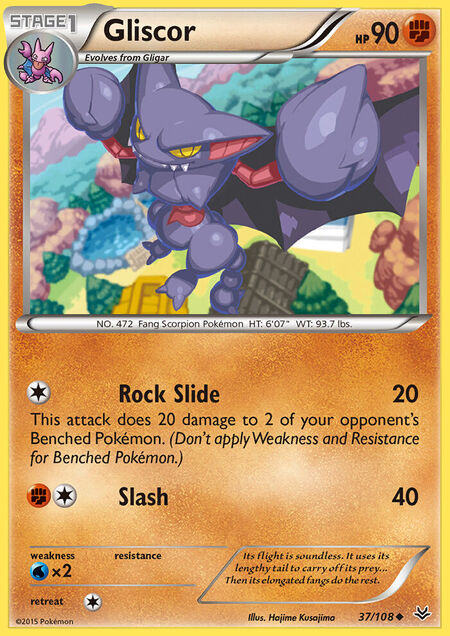 STAGE1
Gliscor
HP 90
Evolves from Gligar
NO. 472 Fang Scorpion Pokémon HT: 6'07" WT: 93.7 lbs.
Rock Slide 20
This attack does 20 damage to 2 of your opponent's
Benched Pokémon. (Don't apply Weakness and Resistance
for Benched Pokémon.)
Slash 40
weakness resistance
×2
Its flight is soundless. It uses its
lengthy tail to carry off its prey...
Then its elongated fangs do the rest.
retreat
©2015 Pokémon
Illus. Hajime Kusajima
37/108